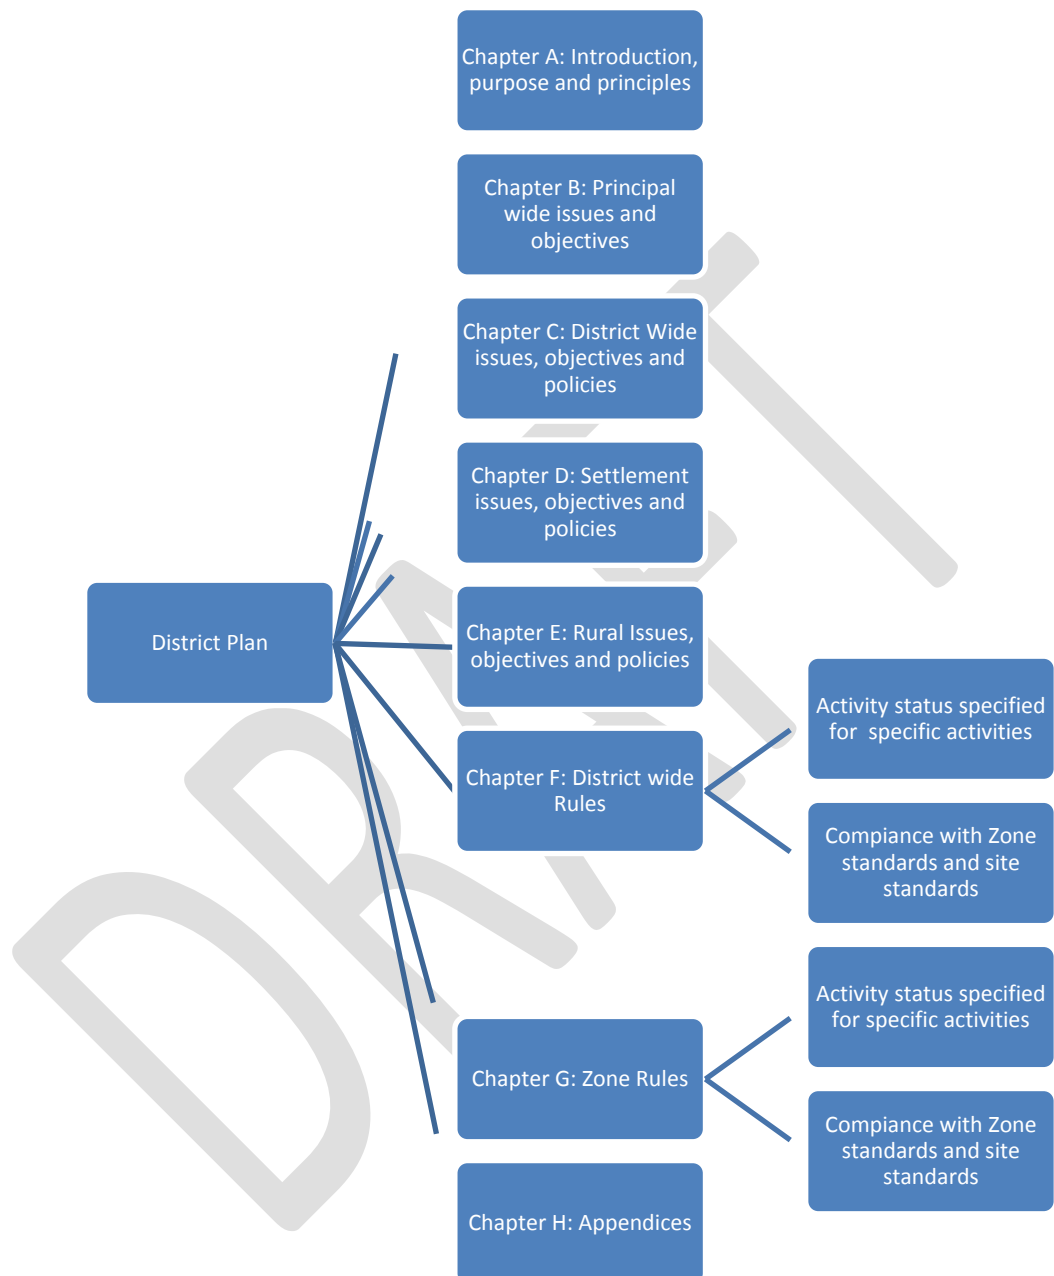 Chapter A: Introduction,
purpose and principles
Chapter B: Principal
wide issues and
objectives
Chapter C: District Wide
issues, objectives and
policies
Chapter D: Settlement
issues, objectives and
policies
District Plan
Chapter E: Rural Issues,
objectives and policies
Chapter F: District wide
Rules
Activity status specified
for  specific activities
Compiance with Zone
standards and site
standards
Chapter G: Zone Rules
Activity status specified
for specific activities
Compliance with Zone
standards and site
standards
Chapter H: Appendices
DRAFT